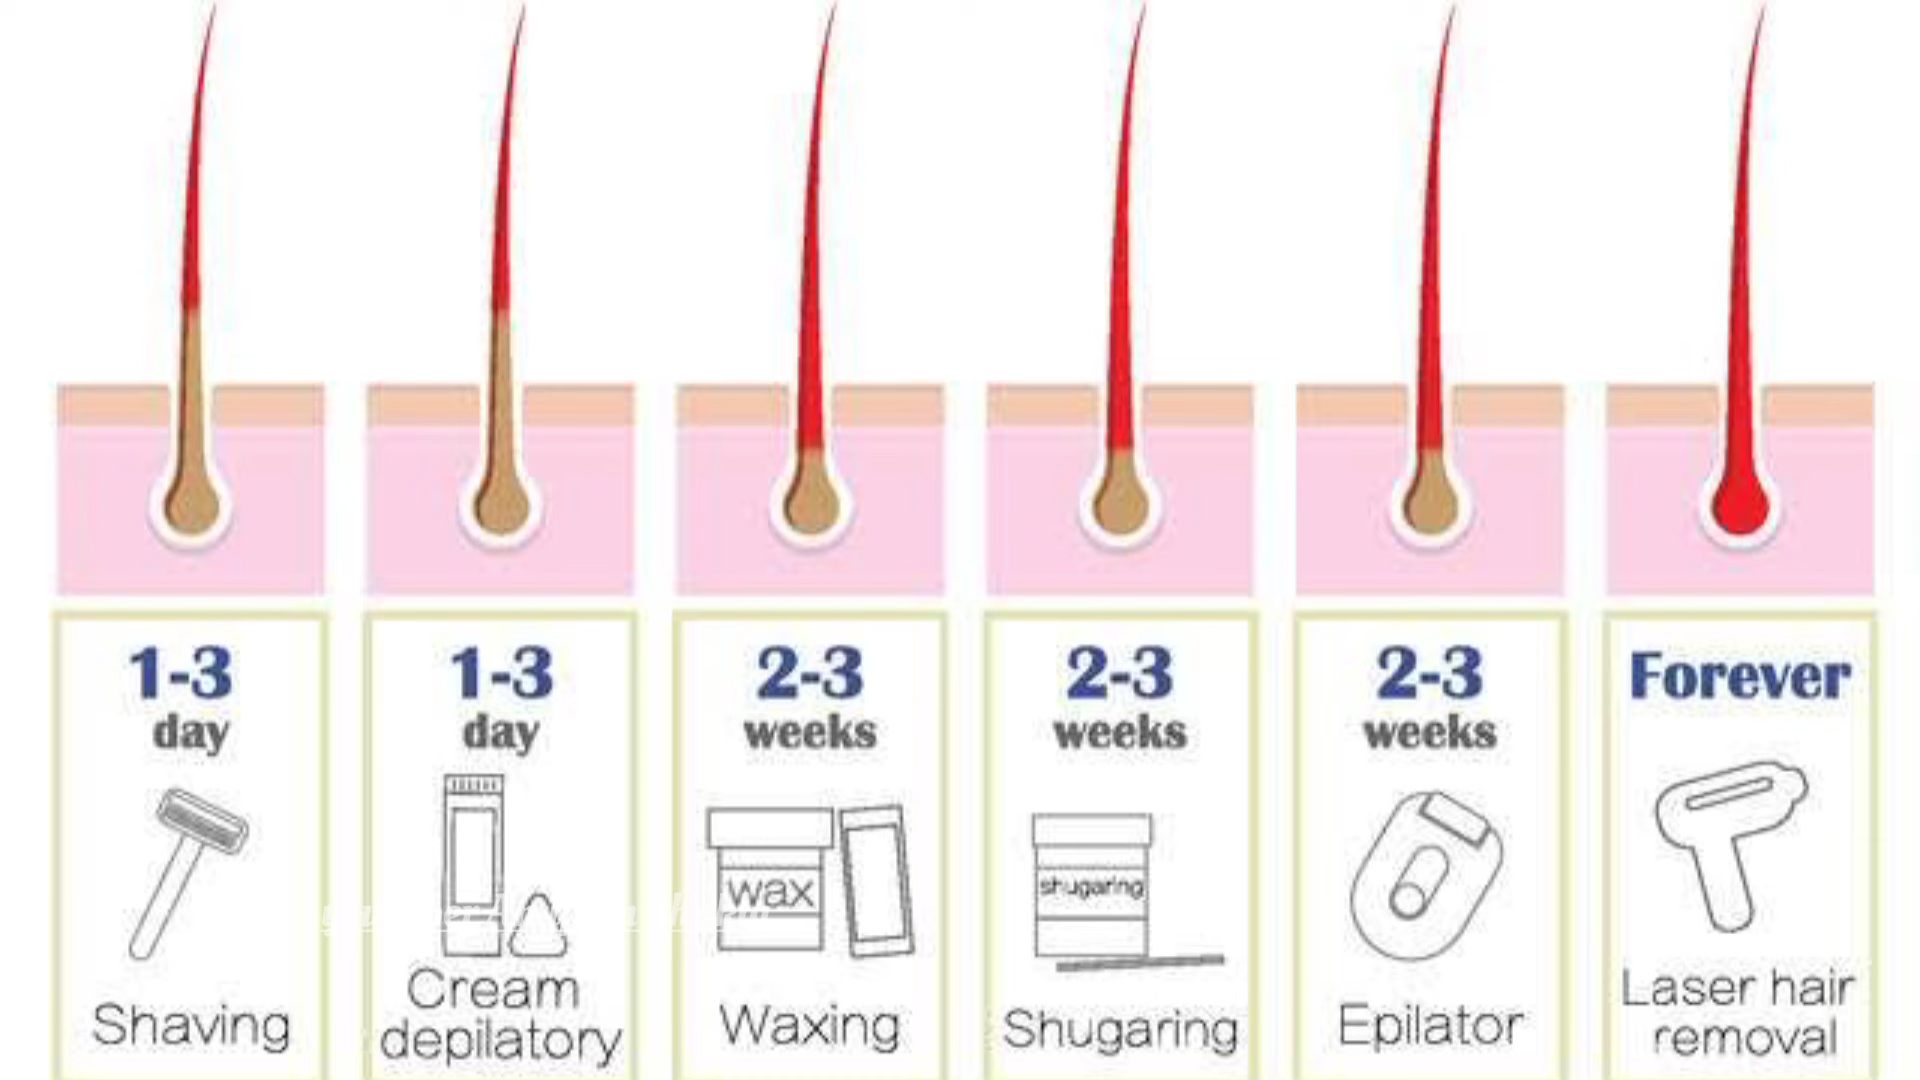 1-3
day
Shaving
1-3
day
Cream
depilatory
2-3
weeks
wax
Waxing
2-3
weeks
shugaring
Shugaring
2-3
weeks
Epilator
Forever
Laser hair
removal